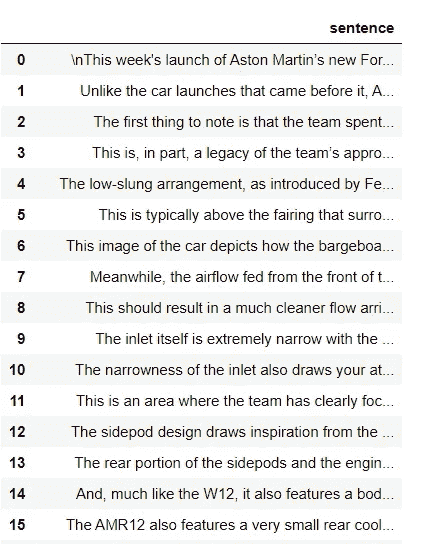 sentence
0 \nThis week's launch of Aston Martin's new For...
1 Unlike the car launches that came before it, A...
2 The first thing to note is that the team spent...
3 This is, in part, a legacy of the team's appro...
4 The low-slung arrangement, as introduced by Fe...
5 This is typically above the fairing that surro...
6 This image of the car depicts how the bargeboa...
7 Meanwhile, the airflow fed from the front of t...
8 This should result in a much cleaner flow arri...
9 The inlet itself is extremely narrow with the ...
10 The narrowness of the inlet also draws your at...
11 This is an area where the team has clearly foc...
12 The sidepod design draws inspiration from the ...
13 The rear portion of the sidepods and the engin...
14 And, much like the W12, it also features a bod...
15 The AMR12 also features a very small rear cool...